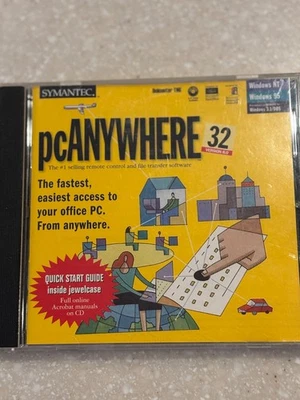 SYMANTEC.
Windows NT
Windows 95
pcANYWHERE 32
The #1 selling remote control and file transfer software
The fastest,
easiest access to
your office PC.
From anywhere.
QUICK START GUIDE
inside jewelcase
Full online
Acrobat manuals
on CD